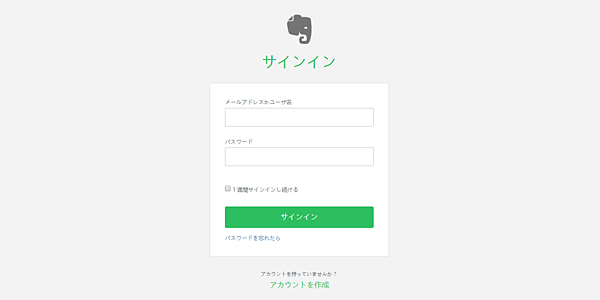 サインイン
メールアドレスかユーザ名
パスワード
1 週間サインインし続ける
サインイン
パスワードを忘れたら
アカウントを持っていませんか？
アカウントを作成